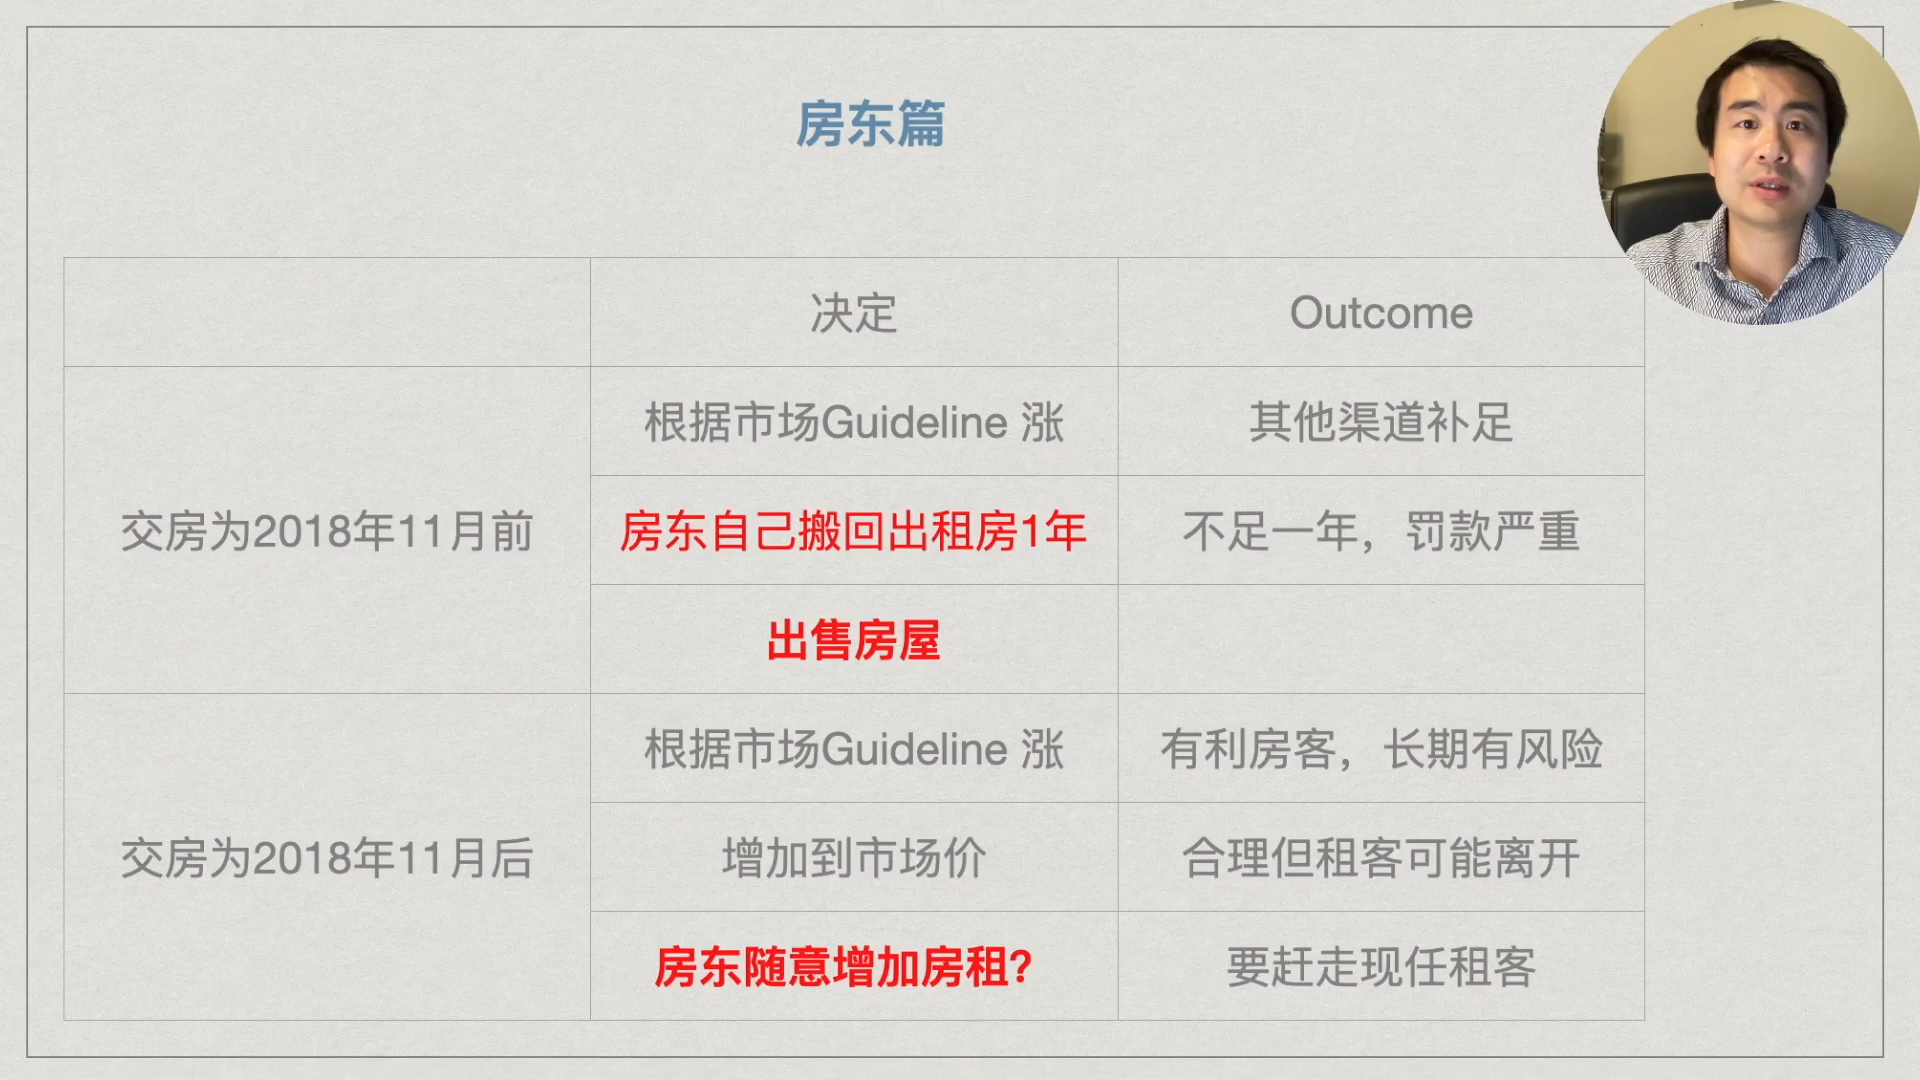 房东篇
决定
Outcome
交房为2018年11月前
根据市场Guideline 涨
其他渠道补足
房东自己搬回出租房1年
不足一年，罚款严重
出售房屋
交房为2018年11月后
根据市场Guideline 涨
有利房客，长期有风险
增加到市场价
合理但租客可能离开
房东随意增加房租?
要赶走现任租客